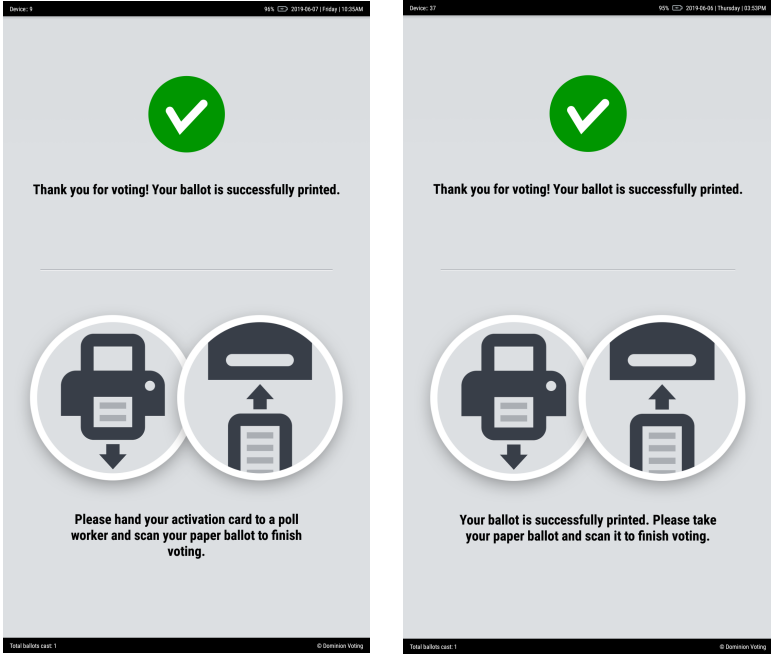 Device: 9
96% 2019-06-07 | Friday | 10:35AM
Thank you for voting! Your ballot is successfully printed.
Please hand your activation card to a poll
worker and scan your paper ballot to finish
voting.
Total ballots cast: 1
© Dominion Voting
Device: 37
95% 2019-06-06 | Thursday | 03:53PM
Thank you for voting! Your ballot is successfully printed.
Your ballot is successfully printed. Please take
your paper ballot and scan it to finish voting.
Total ballots cast: 1
© Dominion Voting